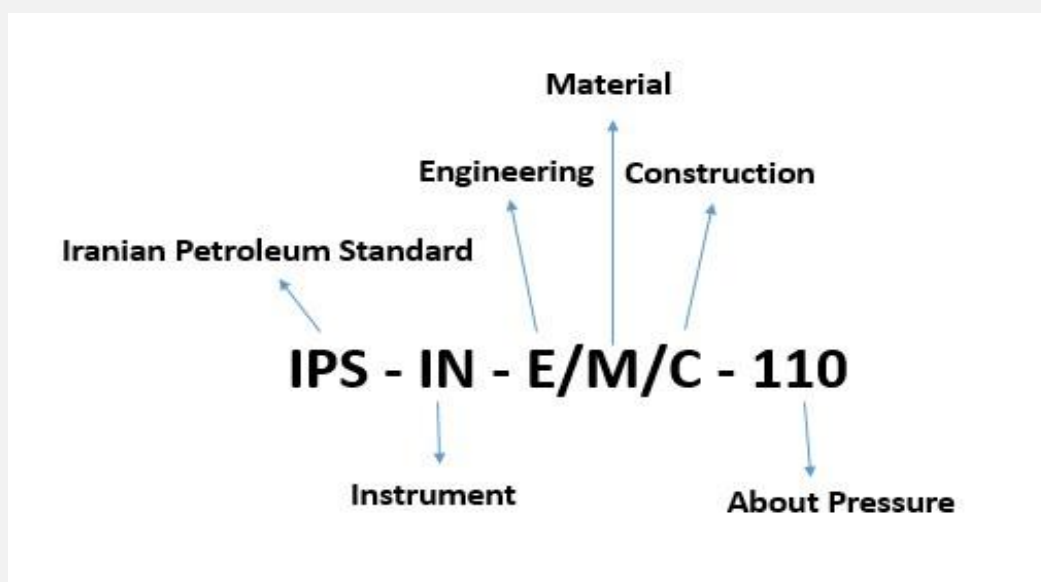 Material
Engineering
Construction
Iranian Petroleum Standard
IPS - IN - E/M/C - 110
Instrument
About Pressure